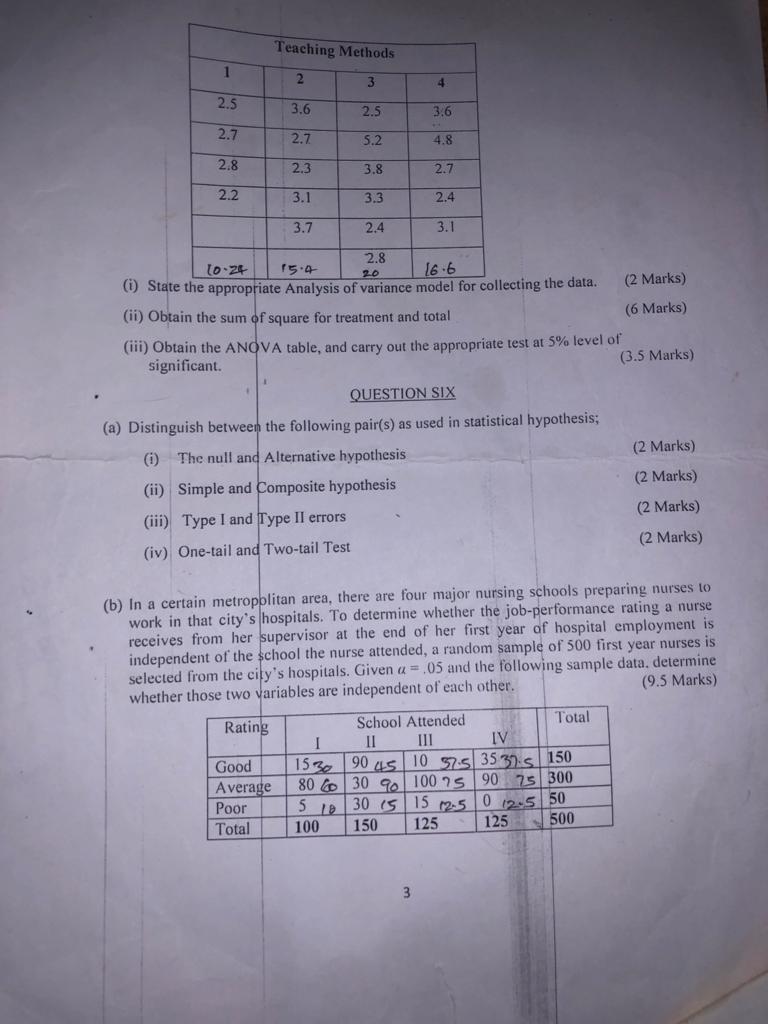 Teaching Methods
1 2 3 4
2.5 3.6 2.5 3.6
2.7 2.7 5.2 4.8
2.8 2.3 3.8 2.7
2.2 3.1 3.3 2.4
3.7 2.4 3.1
2.8
10.24 15.4 20 16.6
(i) State the appropriate Analysis of variance model for collecting the data. (2 Marks)
(ii) Obtain the sum of square for treatment and total (6 Marks)
(iii) Obtain the ANOVA table, and carry out the appropriate test at 5% level of
significant. (3.5 Marks)
QUESTION SIX
(a) Distinguish between the following pair(s) as used in statistical hypothesis;
(i) The null and Alternative hypothesis (2 Marks)
(ii) Simple and Composite hypothesis (2 Marks)
(iii) Type I and Type II errors (2 Marks)
(iv) One-tail and Two-tail Test (2 Marks)
(b) In a certain metropolitan area, there are four major nursing schools preparing nurses to
work in that city's hospitals. To determine whether the job-performance rating a nurse
receives from her supervisor at the end of her first year of hospital employment is
independent of the school the nurse attended, a random sample of 500 first year nurses is
selected from the city's hospitals. Given α = .05 and the following sample data, determine
whether those two variables are independent of each other. (9.5 Marks)
Rating School Attended Total
I II III IV
Good 15 30 90 45 10 37.5 35 37.5 150
Average 80 60 30 90 100 75 90 75 300
Poor 5 10 30 15 15 12.5 0 12.5 50
Total 100 150 125 125 500
3